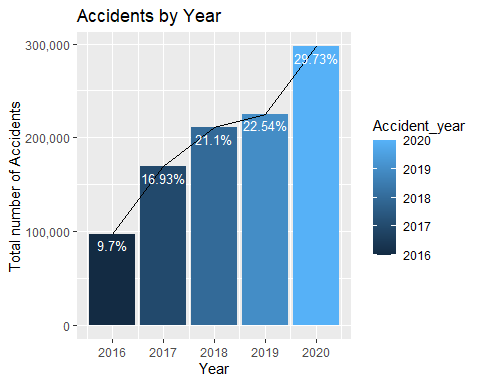 Accidents by Year
Total number of Accidents
300,000
200,000
100,000
0
9.7%
16.93%
21.1%
22.54%
29.73%
2016 2017 2018 2019 2020
Year
Accident_year
2020
2019
2018
2017
2016